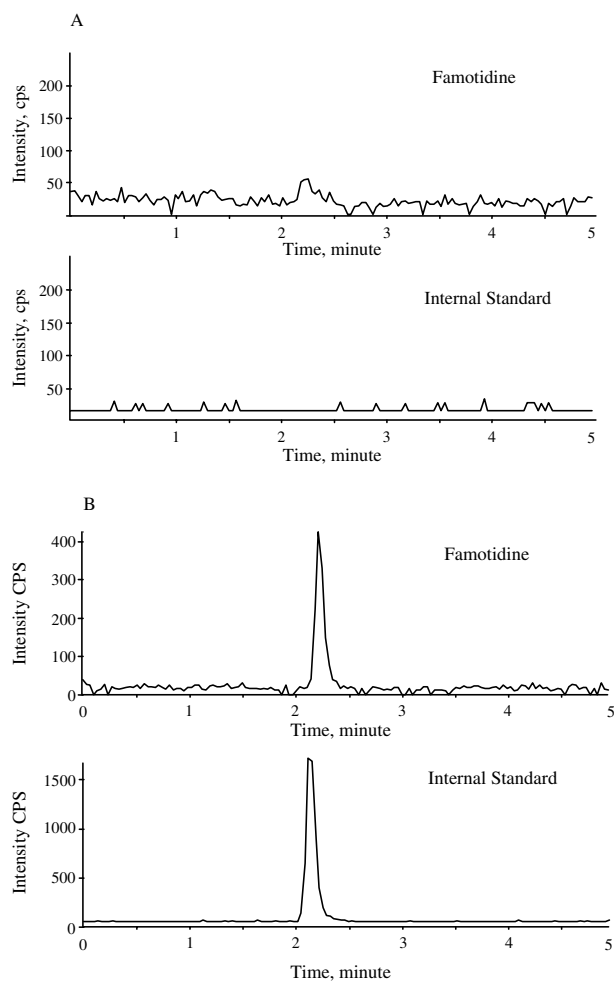 A
Famotidine
Intensity, cps
200
150
100
50
1 2 3 4 5
Time, minute
Internal Standard
Intensity, cps
200
150
100
50
1 2 3 4 5
Time, minute
B
Famotidine
Intensity CPS
400
300
200
100
0
0 1 2 3 4 5
Time, minute
Internal Standard
Intensity CPS
1500
1000
500
0
0 1 2 3 4 5
Time, minute